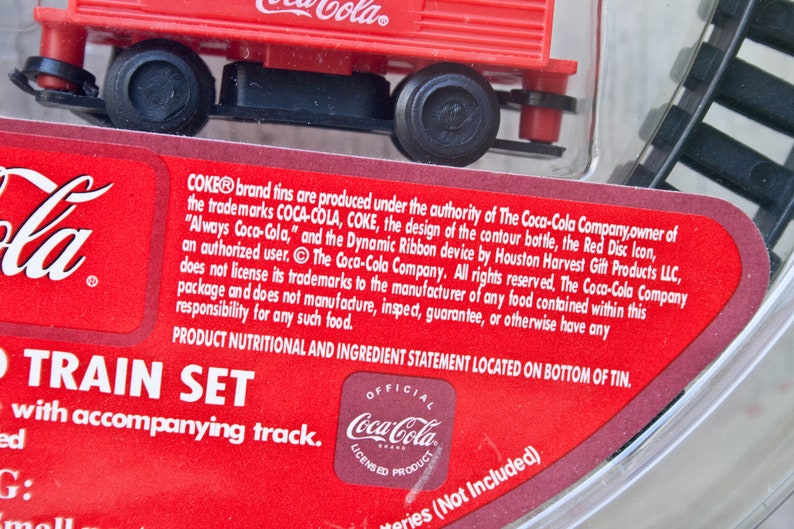 Coca-Cola®
COKE® brand tins are produced under the authority of The Coca-Cola Company,owner of
the trademarks COCA-COLA, COKE, the design of the contour bottle, the Red Disc Icon,
"Always Coca-Cola," and the Dynamic Ribbon device by Houston Harvest Gift Products LLC,
an authorized user. © The Coca-Cola Company. All rights reserved. The Coca-Cola Company
does not license its trademarks to the manufacturer of any food contained within this
package and does not manufacture, inspect, guarantee, or otherwise have any
responsibility for any such food.
PRODUCT NUTRITIONAL AND INGREDIENT STATEMENT LOCATED ON BOTTOM OF TIN.
ola®
TRAIN SET
with accompanying track.
ed
G:
OFFICIAL
Coca-Cola
BRAND
LICENSED PRODUCT
tteries (Not Included)